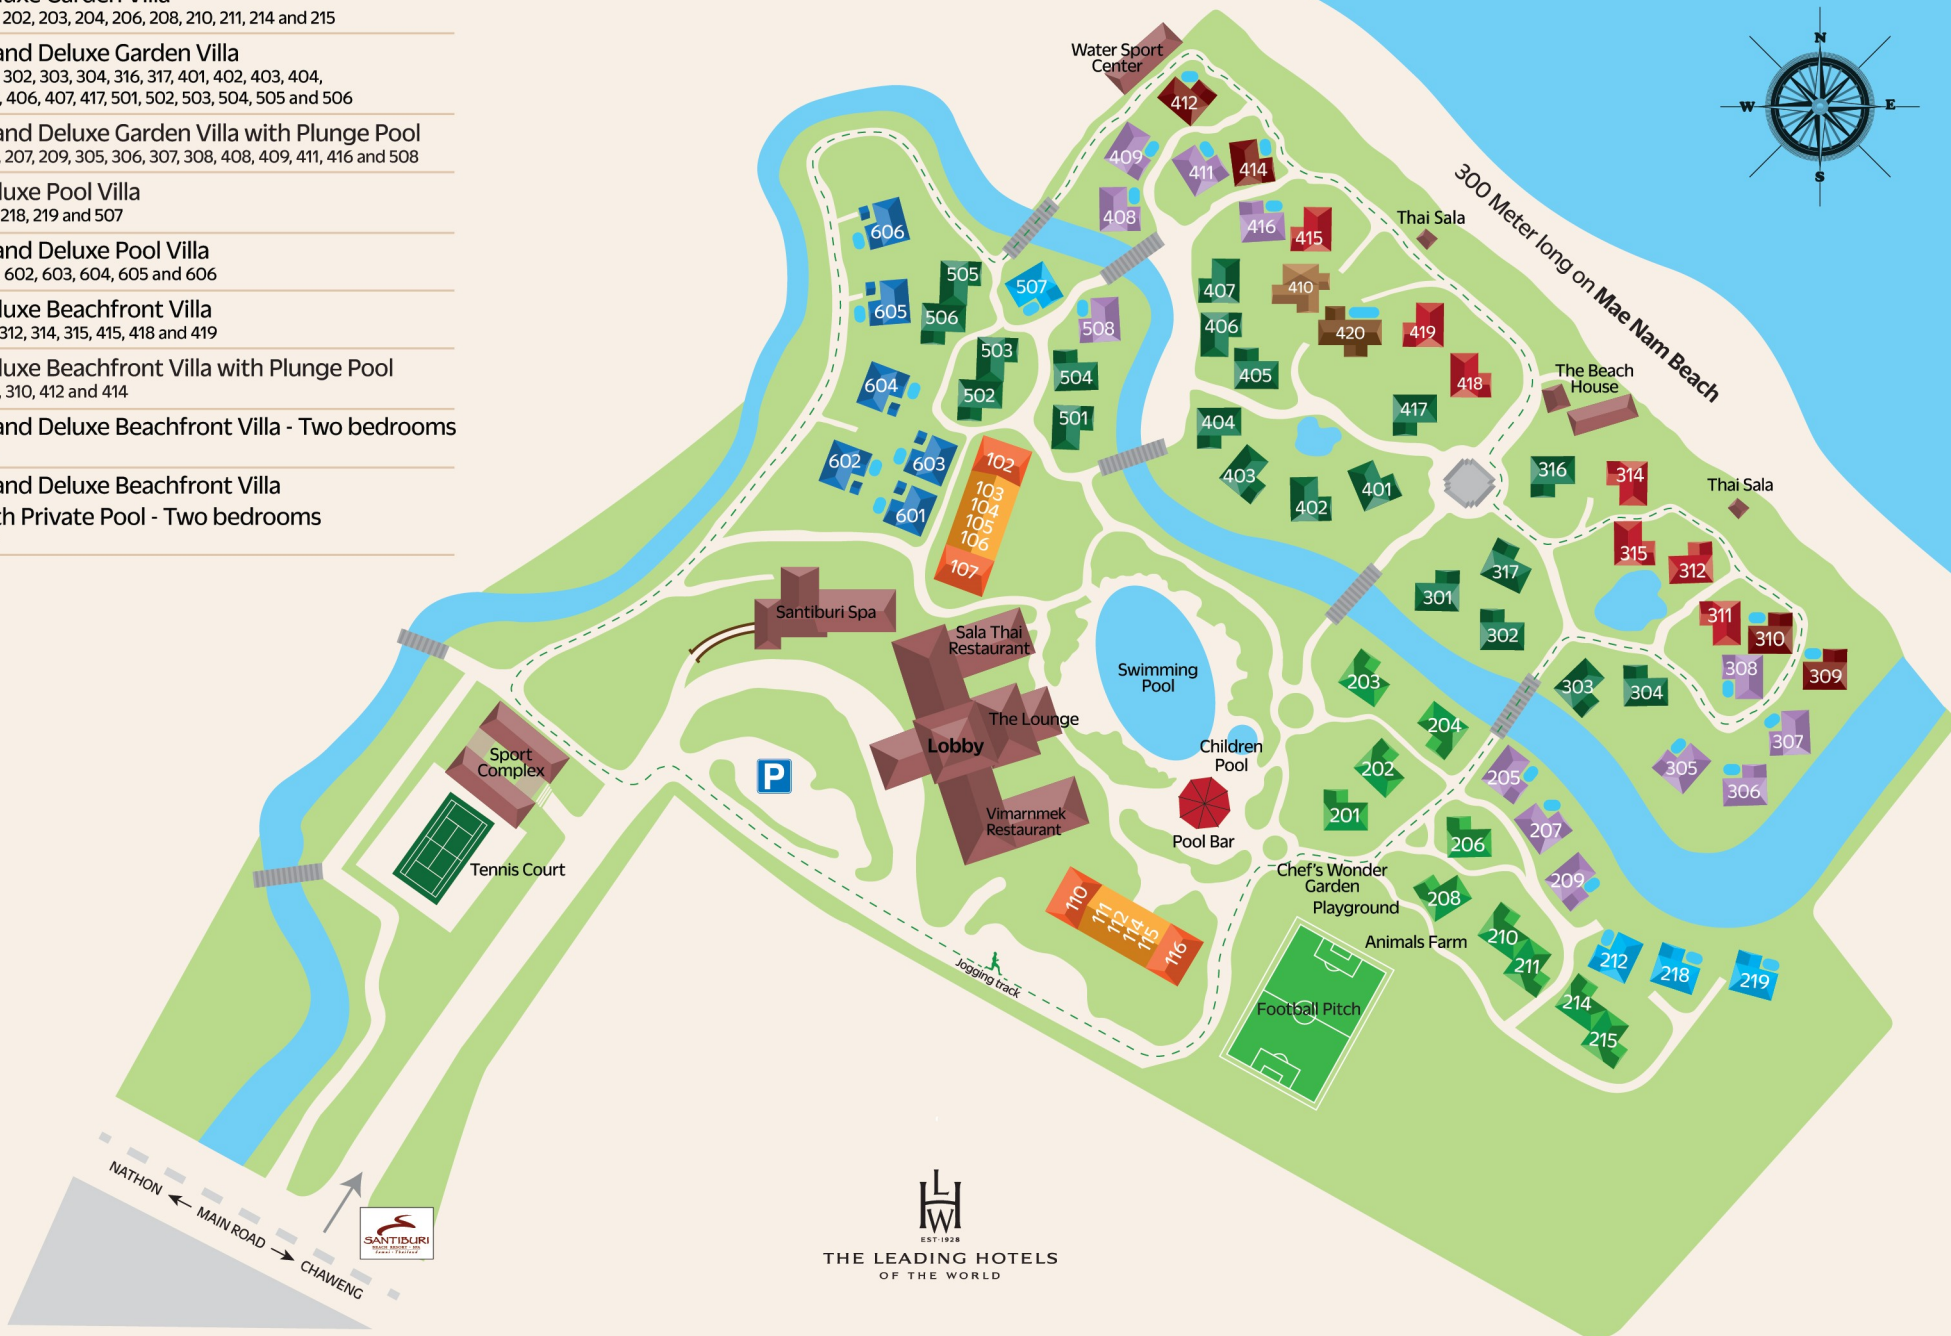 202, 203, 204, 206, 208, 210, 211, 214 and 215
and Deluxe Garden Villa
302, 303, 304, 316, 317, 401, 402, 403, 404,
, 406, 407, 417, 501, 502, 503, 504, 505 and 506
and Deluxe Garden Villa with Plunge Pool
, 207, 209, 305, 306, 307, 308, 408, 409, 411, 416 and 508
luxe Pool Villa
218, 219 and 507
and Deluxe Pool Villa
602, 603, 604, 605 and 606
luxe Beachfront Villa
312, 314, 315, 415, 418 and 419
luxe Beachfront Villa with Plunge Pool
, 310, 412 and 414
and Deluxe Beachfront Villa - Two bedrooms
and Deluxe Beachfront Villa
th Private Pool - Two bedrooms
N
W
E
S
Water Sport
Center
412
409
411
414
408
416
415
Thai Sala
300 Meter long on Mae Nam Beach
606
505
507
407
410
605
506
508
406
420
419
503
504
405
418
The Beach
House
604
502
501
404
417
602
603
102
403
402
401
316
314
Thai Sala
601
103
104
105
106
107
317
315
312
301
302
311
310
309
308
303
304
307
305
306
Santiburi Spa
Sala Thai
Restaurant
The Lounge
Lobby
Vimarnmek
Restaurant
Swimming
Pool
Children
Pool
Pool Bar
203
204
202
201
205
207
206
209
208
210
211
212
218
219
214
215
Sport
Complex
Tennis Court
P
Chef's Wonder
Garden
Playground
Animals Farm
110
111
112
114
115
116
Jogging track
Football Pitch
NATHON
MAIN ROAD
CHAWENG
SANTIBURI
BEACH RESORT - SPA
Samui - Thailand
LHW
EST·1928
THE LEADING HOTELS
OF THE WORLD